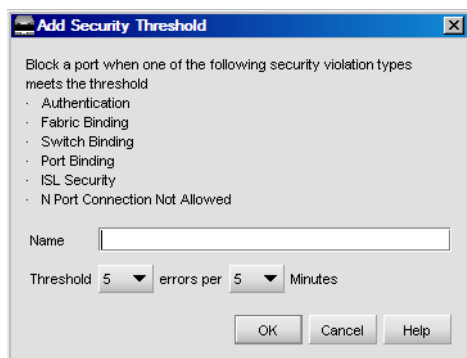 Add Security Threshold
Block a port when one of the following security violation types
meets the threshold
· Authentication
· Fabric Binding
· Switch Binding
· Port Binding
· ISL Security
· N Port Connection Not Allowed
Name
Threshold 5 errors per 5 Minutes
OK Cancel Help